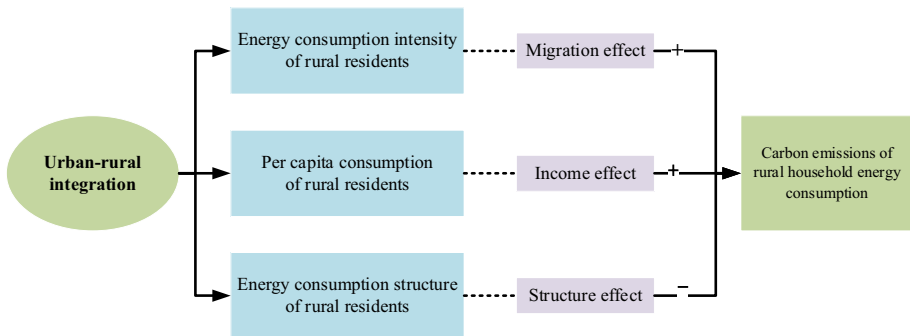 Energy consumption intensity
of rural residents
Migration effect
+
Urban-rural
integration
Per capita consumption
of rural residents
Income effect
+
Carbon emissions of
rural household energy
consumption
Energy consumption structure
of rural residents
Structure effect
−